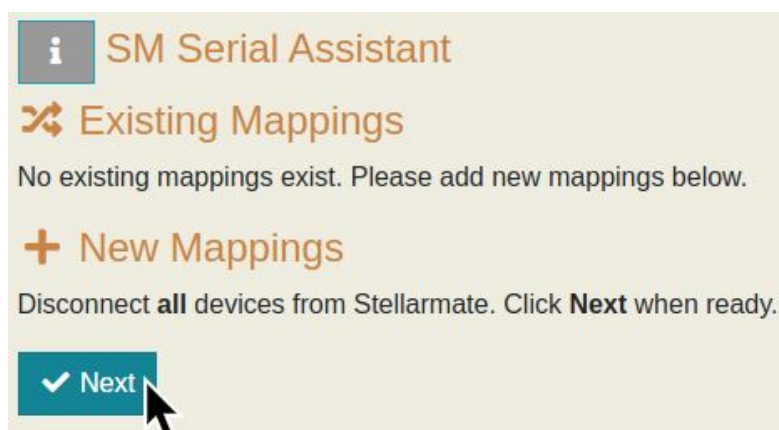 SM Serial Assistant
Existing Mappings
No existing mappings exist. Please add new mappings below.
New Mappings
Disconnect all devices from Stellarmate. Click Next when ready.
Next